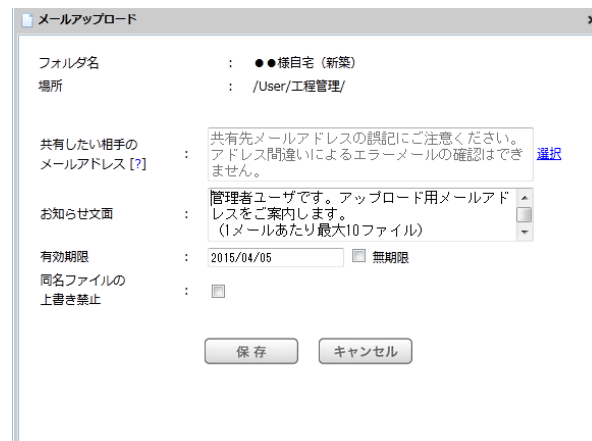 メールアップロード
フォルダ名 : ●●様自宅（新築）
場所 : /User/工程管理/
共有したい相手の
メールアドレス [?] :
共有先メールアドレスの誤記にご注意ください。
アドレス間違いによるエラーメールの確認はでき
ません。
選択
お知らせ文面 :
管理者ユーザです。アップロード用メールアド
レスをご案内します。
（1メールあたり最大10ファイル）
有効期限 : 2015/04/05 無期限
同名ファイルの
上書き禁止 :
保存 キャンセル